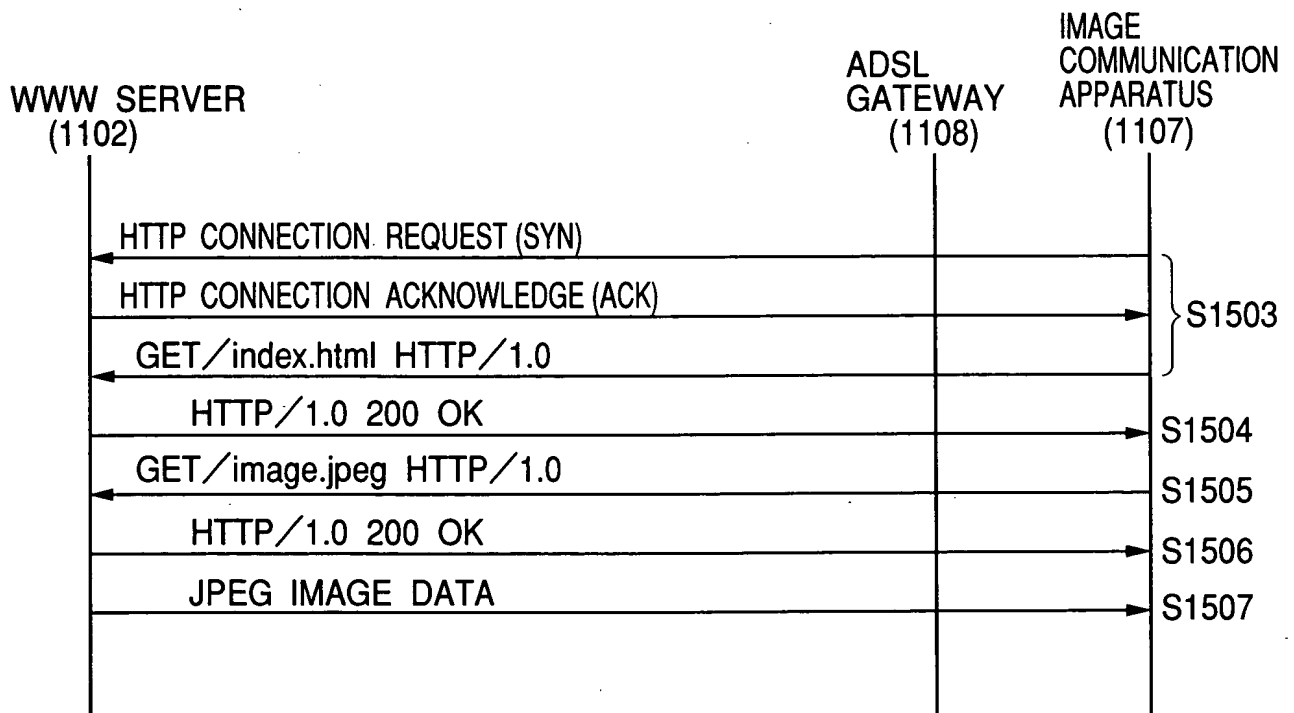 WWW SERVER
(1102)
ADSL
GATEWAY
(1108)
IMAGE
COMMUNICATION
APPARATUS
(1107)
HTTP CONNECTION REQUEST (SYN)
HTTP CONNECTION ACKNOWLEDGE (ACK)
S1503
GET/index.html HTTP/1.0
HTTP/1.0 200 OK
S1504
GET/image.jpeg HTTP/1.0
S1505
HTTP/1.0 200 OK
S1506
JPEG IMAGE DATA
S1507